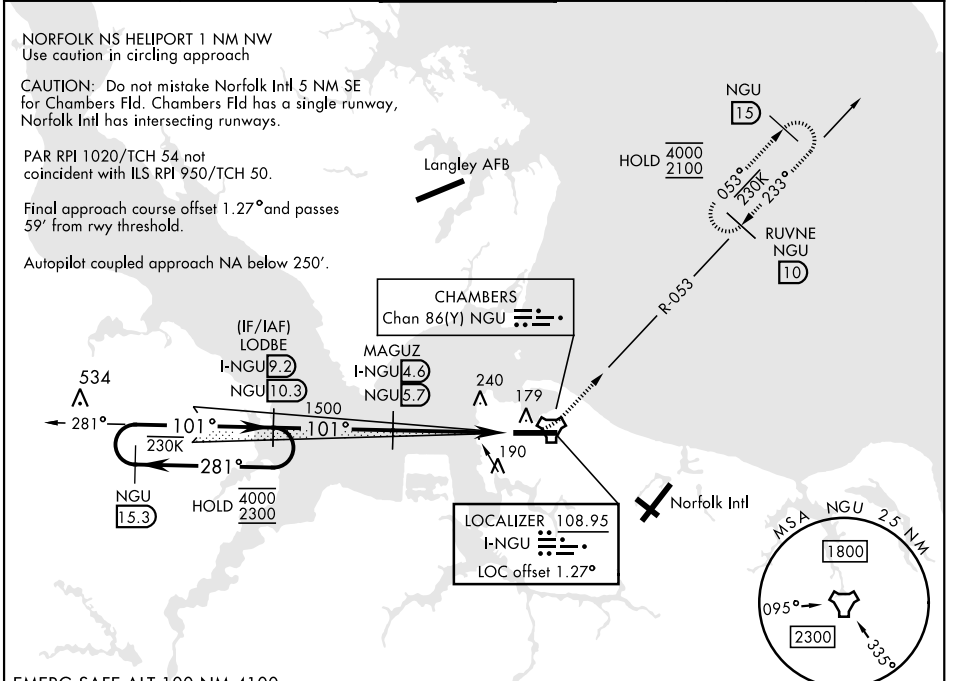 NORFOLK NS HELIPORT 1 NM NW
Use caution in circling approach
CAUTION: Do not mistake Norfolk Intl 5 NM SE
for Chambers Fld. Chambers Fld has a single runway,
Norfolk Intl has intersecting runways.
PAR RPI 1020/TCH 54 not
coincident with ILS RPI 950/TCH 50.
Final approach course offset 1.27° and passes
59' from rwy threshold.
Autopilot coupled approach NA below 250'.
Langley AFB
NGU
15
HOLD 4000
2100
053°
230K
233°
RUVNE
NGU
10
R-053
CHAMBERS
Chan 86(Y) NGU
(IF/IAF)
LODBE
I-NGU 9.2
NGU 10.3
MAGUZ
I-NGU 4.6
NGU 5.7
534
240
179
190
1500
281°
101°
101°
230K
281°
NGU
15.3
HOLD 4000
2300
LOCALIZER 108.95
I-NGU
LOC offset 1.27°
Norfolk Intl
MSA NGU 25 NM
1800
095°
2300
335°
EMERG SAFE ALT 100 NM 4100